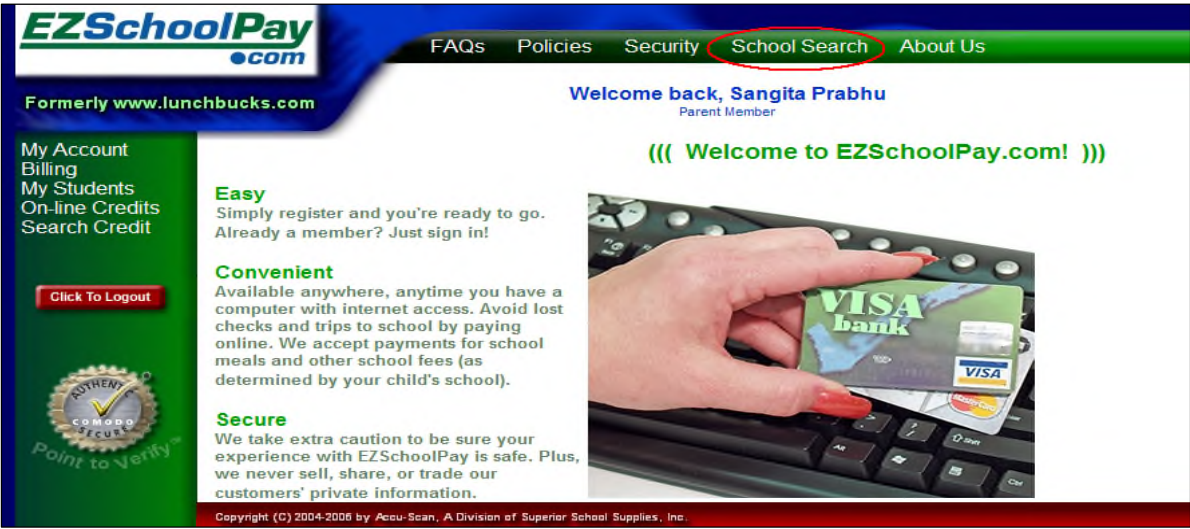 EZSchoolPay
.com
FAQs Policies Security School Search About Us
Formerly www.lunchbucks.com
Welcome back, Sangita Prabhu
Parent Member
My Account
Billing
My Students
On-line Credits
Search Credit
Click To Logout
AUTHENTIC
COMODO
SECURE
Point to Verify™
((( Welcome to EZSchoolPay.com! )))
Easy
Simply register and you're ready to go.
Already a member? Just sign in!
Convenient
Available anywhere, anytime you have a
computer with internet access. Avoid lost
checks and trips to school by paying
online. We accept payments for school
meals and other school fees (as
determined by your child's school).
Secure
We take extra caution to be sure your
experience with EZSchoolPay is safe. Plus,
we never sell, share, or trade our
customers' private information.
VISA
bank
VISA
MasterCard
Shift
Ctrl
Copyright (C) 2004-2006 by Accu-Scan, A Division of Superior School Supplies, Inc.